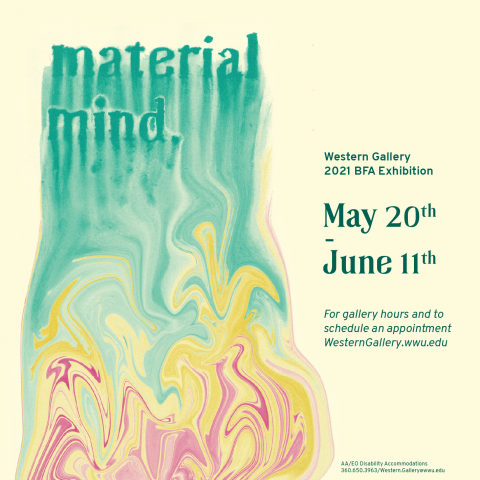 material
mind.
Western Gallery
2021 BFA Exhibition
May 20th
-
June 11th
For gallery hours and to
schedule an appointment
WesternGallery.wwu.edu
AA/EO Disability Accommodations
360.650.3963/Western.Gallery@wwu.edu